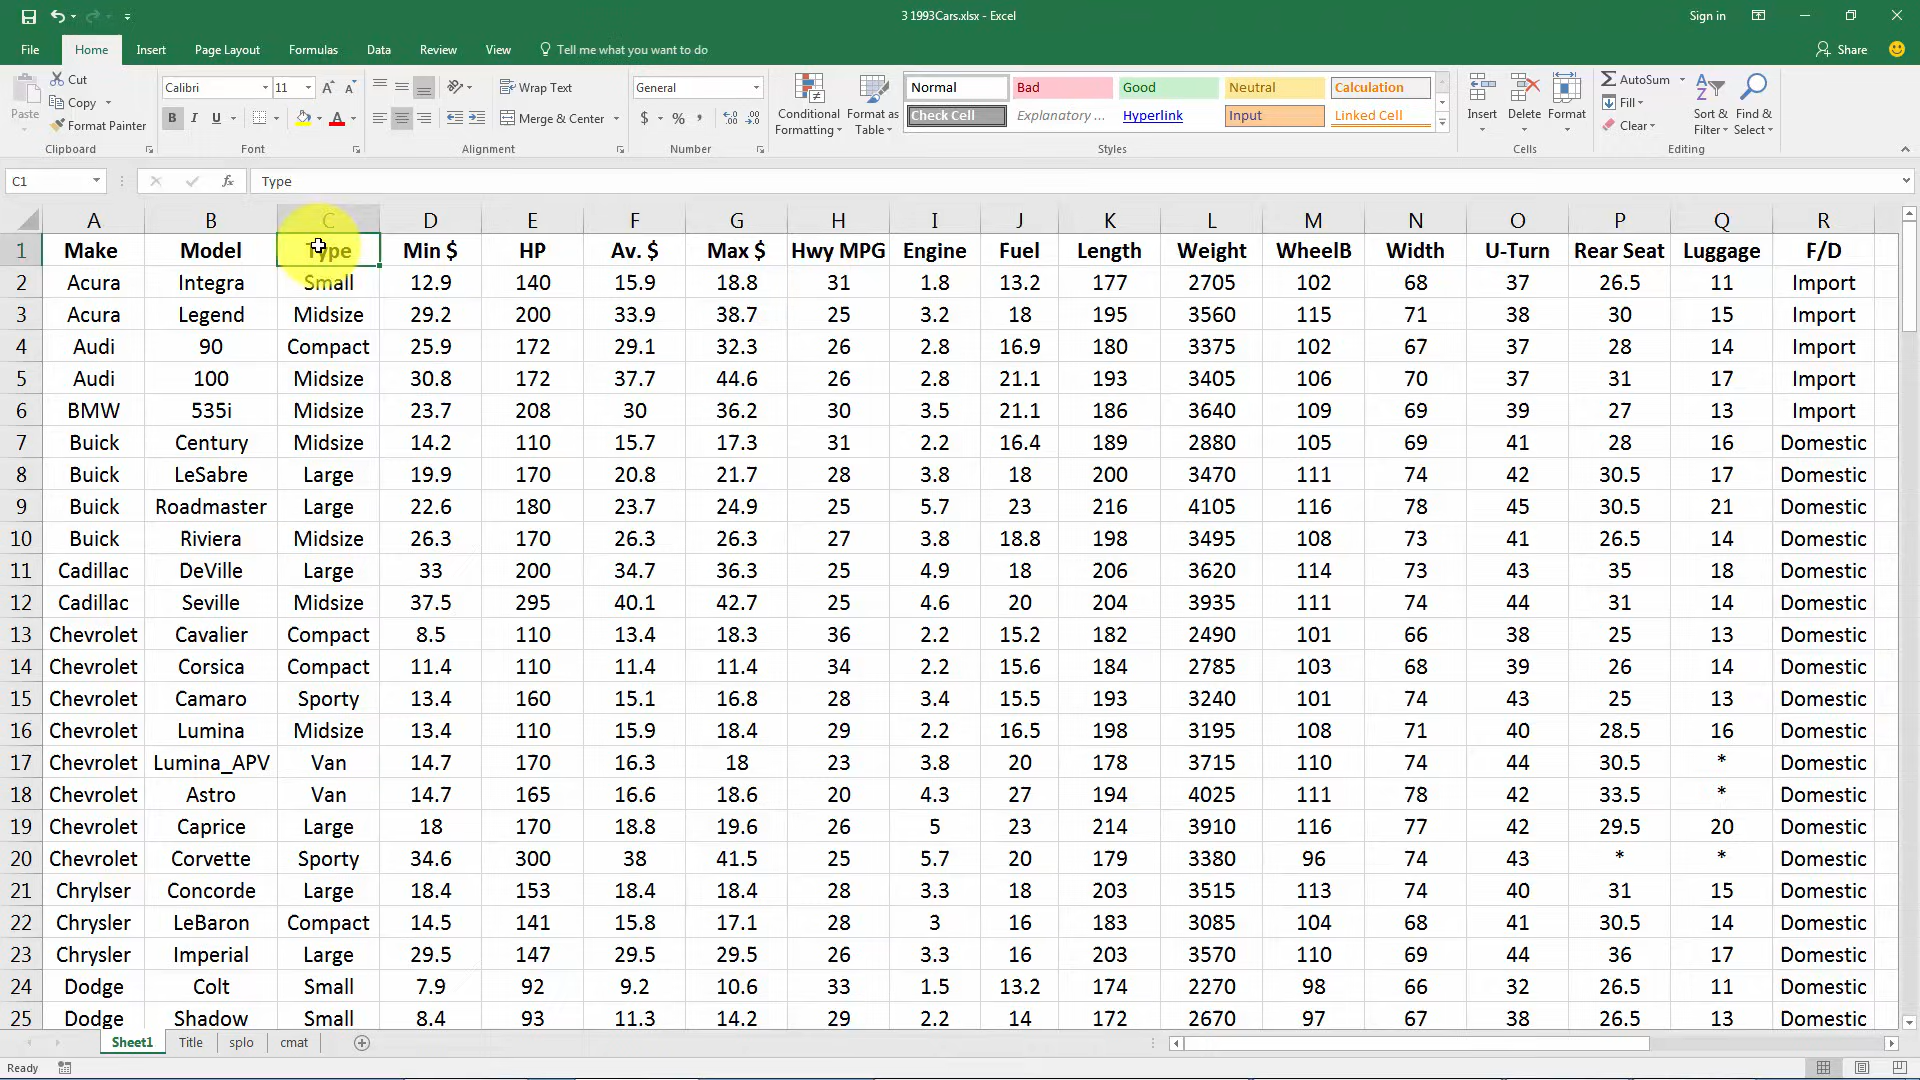 3 1993Cars.xlsx - Excel
Sign in
File Home Insert Page Layout Formulas Data Review View Tell me what you want to do Share
Paste Cut Copy Format Painter Clipboard
Calibri 11 A A B I U A Font
Wrap Text Merge & Center Alignment
General $ % , .0 .00 Number
Conditional Formatting Format as Table
Normal Bad Good Neutral Calculation
Check Cell Explanatory ... Hyperlink Input Linked Cell
Styles
Insert Delete Format Cells
AutoSum Fill Clear Sort & Filter Find & Select Editing
C1 fx Type
A B C D E F G H I J K L M N O P Q R
1 Make Model Type Min $ HP Av. $ Max $ Hwy MPG Engine Fuel Length Weight WheelB Width U-Turn Rear Seat Luggage F/D
2 Acura Integra Small 12.9 140 15.9 18.8 31 1.8 13.2 177 2705 102 68 37 26.5 11 Import
3 Acura Legend Midsize 29.2 200 33.9 38.7 25 3.2 18 195 3560 115 71 38 30 15 Import
4 Audi 90 Compact 25.9 172 29.1 32.3 26 2.8 16.9 180 3375 102 67 37 28 14 Import
5 Audi 100 Midsize 30.8 172 37.7 44.6 26 2.8 21.1 193 3405 106 70 37 31 17 Import
6 BMW 535i Midsize 23.7 208 30 36.2 30 3.5 21.1 186 3640 109 69 39 27 13 Import
7 Buick Century Midsize 14.2 110 15.7 17.3 31 2.2 16.4 189 2880 105 69 41 28 16 Domestic
8 Buick LeSabre Large 19.9 170 20.8 21.7 28 3.8 18 200 3470 111 74 42 30.5 17 Domestic
9 Buick Roadmaster Large 22.6 180 23.7 24.9 25 5.7 23 216 4105 116 78 45 30.5 21 Domestic
10 Buick Riviera Midsize 26.3 170 26.3 26.3 27 3.8 18.8 198 3495 108 73 41 26.5 14 Domestic
11 Cadillac DeVille Large 33 200 34.7 36.3 25 4.9 18 206 3620 114 73 43 35 18 Domestic
12 Cadillac Seville Midsize 37.5 295 40.1 42.7 25 4.6 20 204 3935 111 74 44 31 14 Domestic
13 Chevrolet Cavalier Compact 8.5 110 13.4 18.3 36 2.2 15.2 182 2490 101 66 38 25 13 Domestic
14 Chevrolet Corsica Compact 11.4 110 11.4 11.4 34 2.2 15.6 184 2785 103 68 39 26 14 Domestic
15 Chevrolet Camaro Sporty 13.4 160 15.1 16.8 28 3.4 15.5 193 3240 101 74 43 25 13 Domestic
16 Chevrolet Lumina Midsize 13.4 110 15.9 18.4 29 2.2 16.5 198 3195 108 71 40 28.5 16 Domestic
17 Chevrolet Lumina_APV Van 14.7 170 16.3 18 23 3.8 20 178 3715 110 74 44 30.5 * Domestic
18 Chevrolet Astro Van 14.7 165 16.6 18.6 20 4.3 27 194 4025 111 78 42 33.5 * Domestic
19 Chevrolet Caprice Large 18 170 18.8 19.6 26 5 23 214 3910 116 77 42 29.5 20 Domestic
20 Chevrolet Corvette Sporty 34.6 300 38 41.5 25 5.7 20 179 3380 96 74 43 * * Domestic
21 Chrylser Concorde Large 18.4 153 18.4 18.4 28 3.3 18 203 3515 113 74 40 31 15 Domestic
22 Chrysler LeBaron Compact 14.5 141 15.8 17.1 28 3 16 183 3085 104 68 41 30.5 14 Domestic
23 Chrysler Imperial Large 29.5 147 29.5 29.5 26 3.3 16 203 3570 110 69 44 36 17 Domestic
24 Dodge Colt Small 7.9 92 9.2 10.6 33 1.5 13.2 174 2270 98 66 32 26.5 11 Domestic
25 Dodge Shadow Small 8.4 93 11.3 14.2 29 2.2 14 172 2670 97 67 38 26.5 13 Domestic
Sheet1 Title splo cmat
Ready